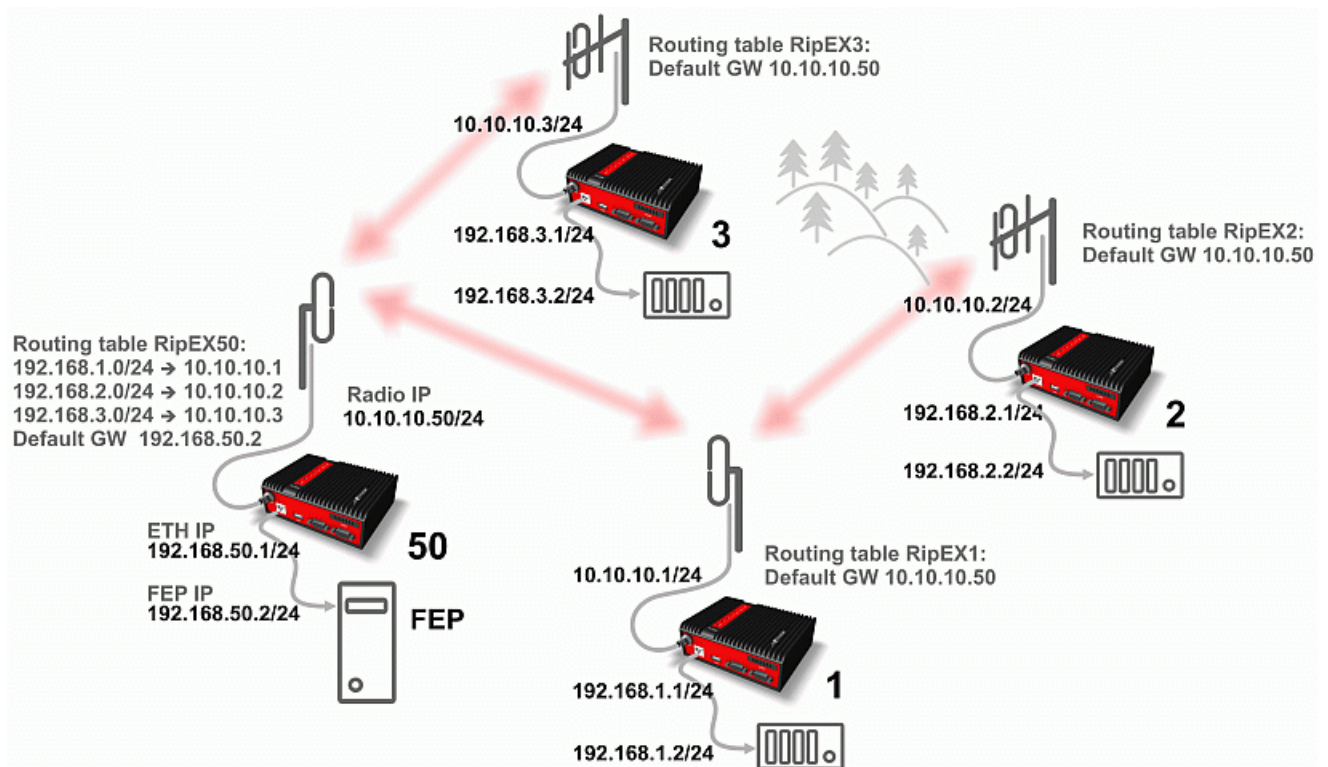 Routing table RipEX3:
Default GW 10.10.10.50
10.10.10.3/24
192.168.3.1/24
3
192.168.3.2/24
Routing table RipEX2:
Default GW 10.10.10.50
10.10.10.2/24
192.168.2.1/24
2
192.168.2.2/24
Routing table RipEX50:
192.168.1.0/24 → 10.10.10.1
192.168.2.0/24 → 10.10.10.2
192.168.3.0/24 → 10.10.10.3
Default GW 192.168.50.2
Radio IP
10.10.10.50/24
ETH IP
192.168.50.1/24
50
FEP IP
192.168.50.2/24
FEP
Routing table RipEX1:
Default GW 10.10.10.50
10.10.10.1/24
192.168.1.1/24
1
192.168.1.2/24